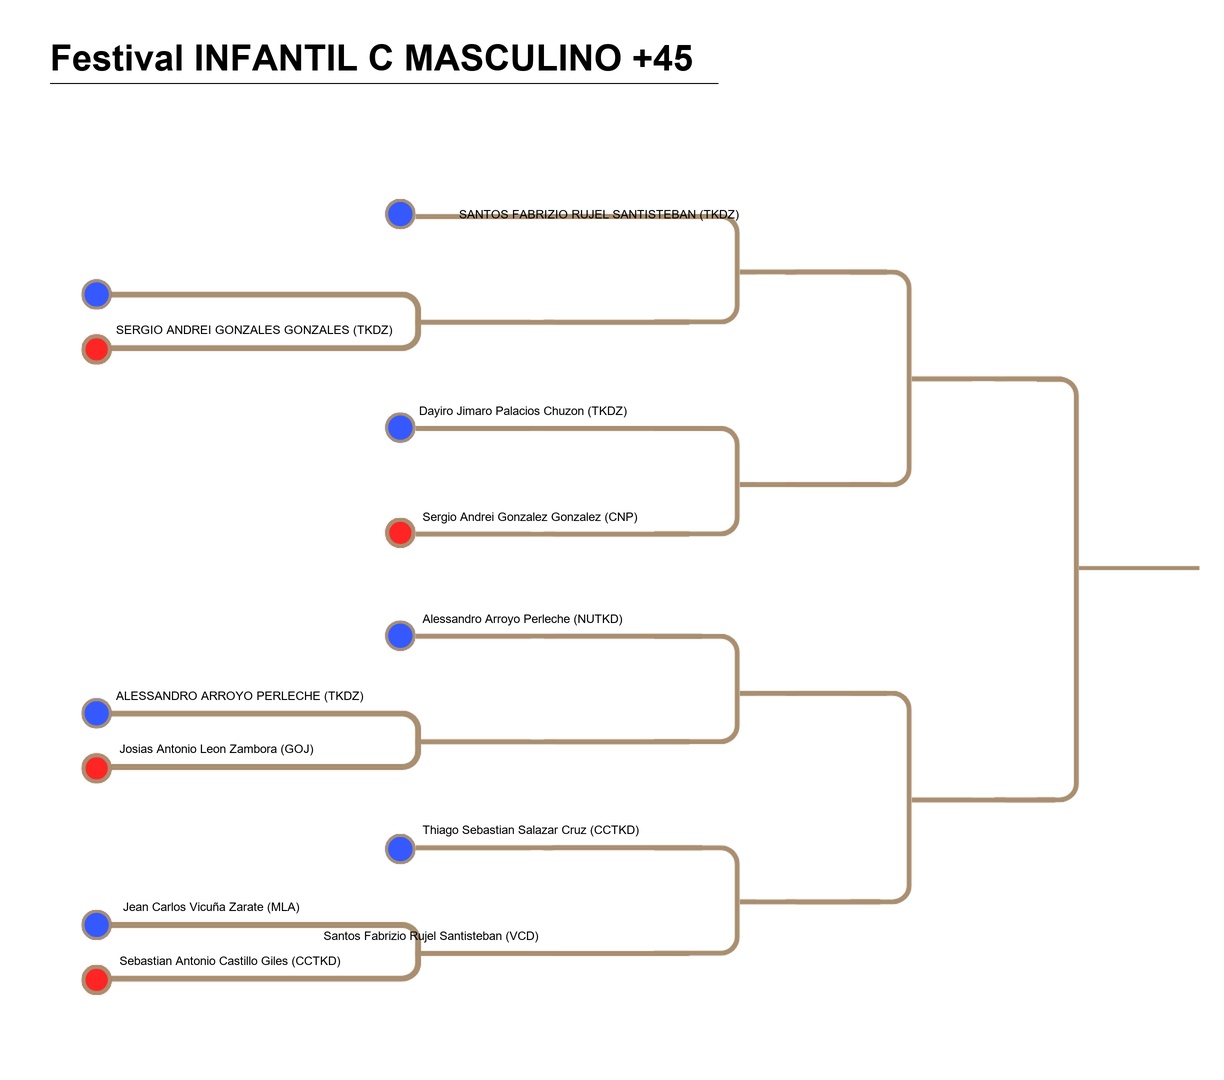 Festival INFANTIL C MASCULINO +45
SANTOS FABRIZIO RUJEL SANTISTEBAN (TKDZ)
SERGIO ANDREI GONZALES GONZALES (TKDZ)
Dayiro Jimaro Palacios Chuzon (TKDZ)
Sergio Andrei Gonzalez Gonzalez (CNP)
Alessandro Arroyo Perleche (NUTKD)
ALESSANDRO ARROYO PERLECHE (TKDZ)
Josias Antonio Leon Zambora (GOJ)
Thiago Sebastian Salazar Cruz (CCTKD)
Jean Carlos Vicuña Zarate (MLA)
Santos Fabrizio Rujel Santisteban (VCD)
Sebastian Antonio Castillo Giles (CCTKD)